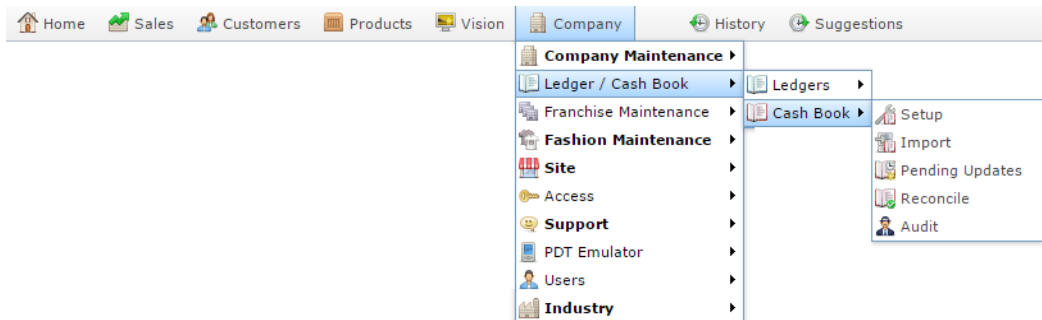 Home Sales Customers Products Vision Company History Suggestions
Company Maintenance
Ledger / Cash Book
Franchise Maintenance
Fashion Maintenance
Site
Access
Support
PDT Emulator
Users
Industry
Ledgers
Cash Book
Setup
Import
Pending Updates
Reconcile
Audit